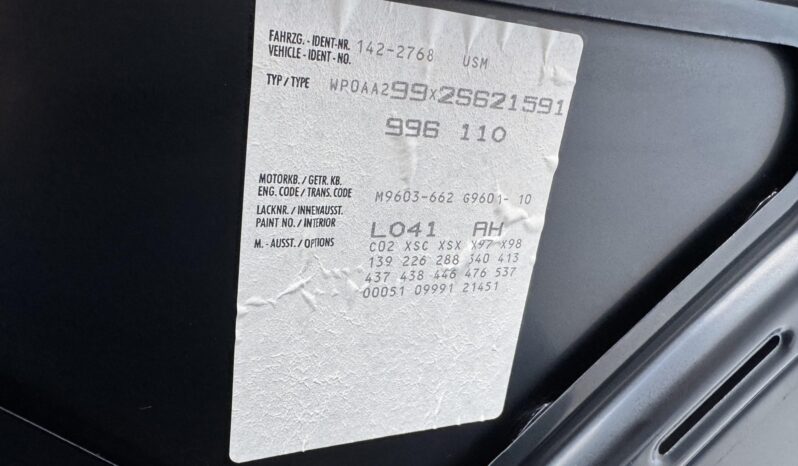 FAHRZG. - IDENT-NR. 142-2768 USM
VEHICLE - IDENT - NO.
TYP / TYPE WP0AA299X2S621591
996 110
MOTORKB. / GETR. KB.
ENG. CODE / TRANS. CODE M9603-662 G9601- 10
LACKNR. / INNENAUSST.
PAINT NO. / INTERIOR L041 AH
M. - AUSST. / OPTIONS C02 XSC XSX X97 X98
139 226 288 340 413
437 438 446 476 537
00051 09991 21451